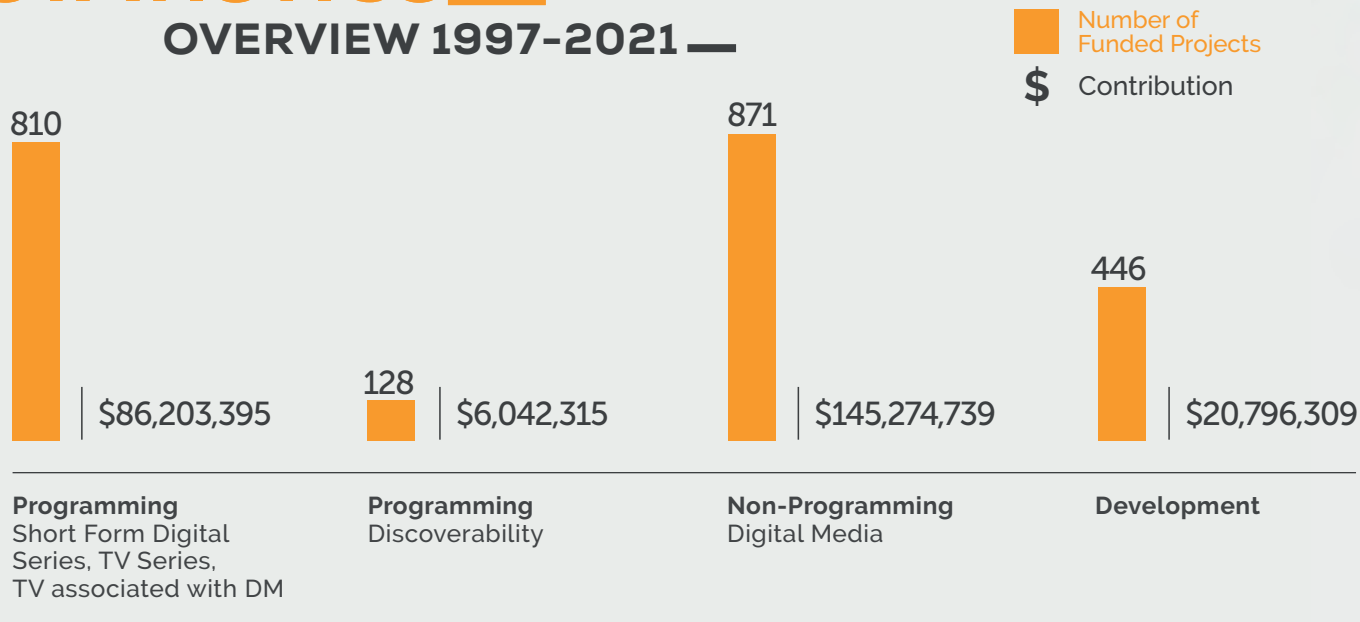 OVERVIEW 1997-2021
Number of
Funded Projects
$ Contribution
810
128
871
446
$86,203,395
$6,042,315
$145,274,739
$20,796,309
Programming
Short Form Digital
Series, TV Series,
TV associated with DM
Programming
Discoverability
Non-Programming
Digital Media
Development